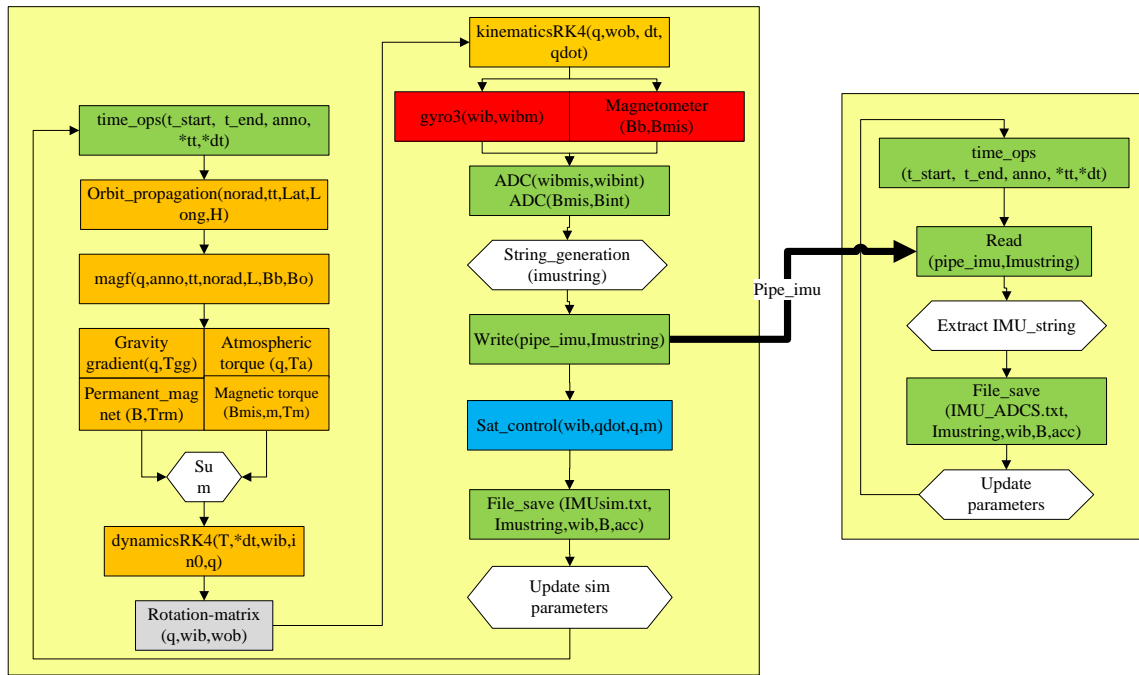 time_ops(t_start,  t_end, anno,
*tt,*dt)
Orbit_propagation(norad,tt,Lat,L
ong,H)
magf(q,anno,tt,norad,L,Bb,Bo)
Gravity
gradient(q,Tgg)
Atmospheric
torque (q,Ta)
Permanent_mag
net (B,Trm)
Magnetic torque
(Bmis,m,Tm)
Su
m
dynamicsRK4(T,*dt,wib,i
n0,q)
Rotation-matrix
(q,wib,wob)
kinematicsRK4(q,wob, dt,
qdot)
gyro3(wib,wibm)
Magnetometer
(Bb,Bmis)
ADC(wibmis,wibint)
ADC(Bmis,Bint)
String_generation
(imustring)
Write(pipe_imu,Imustring)
Sat_control(wib,qdot,q,m)
File_save (IMUsim.txt,
Imustring,wib,B,acc)
Update sim
parameters
Pipe_imu
time_ops
(t_start,  t_end, anno, *tt,*dt)
Read
(pipe_imu,Imustring)
Extract IMU_string
File_save
(IMU_ADCS.txt,
Imustring,wib,B,acc)
Update
parameters